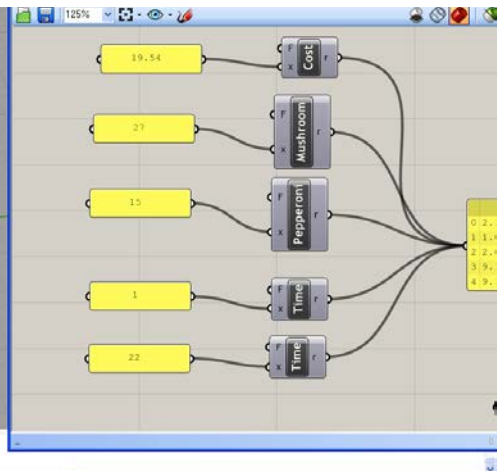 125%
19.54
F
x
Cost
r
27
F
x
Mushroom
r
15
F
x
Pepperoni
r
1
F
x
Time
r
22
F
x
Time
r
0 2.
1 1.
2 2.
3 9.
4 9.